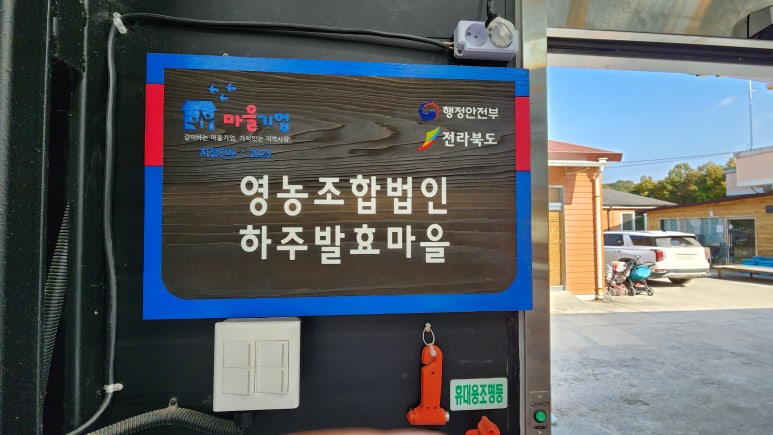 마을기업
같이하는 마을기업, 가치있는 지역사회
행정안전부
전라북도
영농조합법인
하주발효마을
휴대용조명등